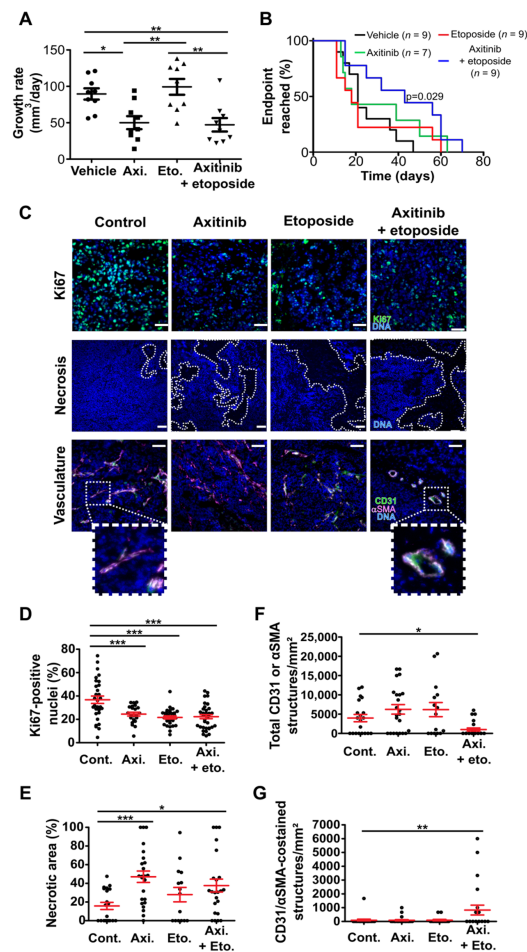 A
**
**
*
**
Growth rate
(mm³/day)
150
100
50
0
Vehicle
Axi.
Eto.
Axitinib
+ etoposide
B
Vehicle (n = 9)
Etoposide (n = 9)
Axitinib (n = 7)
Axitinib
+ etoposide
(n = 9)
Endpoint
reached (%)
100
50
0
p=0.029
0
20
40
60
80
Time (days)
C
Control
Axitinib
Etoposide
Axitinib
+ etoposide
Ki67
Ki67
DNA
Necrosis
DNA
Vasculature
CD31
αSMA
DNA
D
***
***
***
Ki67-positive
nuclei (%)
80
60
40
20
0
Cont.
Axi.
Eto.
Axi.
+ eto.
F
*
Total CD31 or αSMA
structures/mm²
25,000
20,000
15,000
10,000
5000
0
Cont.
Axi.
Eto.
Axi.
+ eto.
E
*
***
Necrotic area (%)
100
80
60
40
20
0
Cont.
Axi.
Eto.
Axi.
+ Eto.
G
**
CD31/αSMA-costained
structures/mm²
7000
6000
5000
4000
3000
2000
1000
0
Cont.
Axi.
Eto.
Axi.
+ Eto.